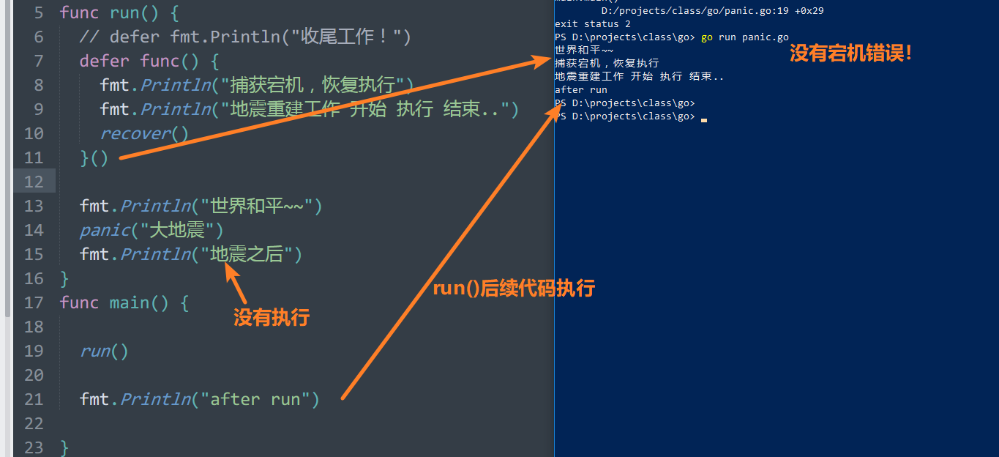 5 func run() {
6 // defer fmt.Println("收尾工作！")
7 defer func() {
8 fmt.Println("捕获宕机，恢复执行")
9 fmt.Println("地震重建工作 开始 执行 结束..")
10 recover()
11 }()
12
13 fmt.Println("世界和平~~")
14 panic("大地震")
15 fmt.Println("地震之后")
16 }
没有执行
17 func main() {
18
19 run()
20
21 fmt.Println("after run")
22
23 }
run()后续代码执行
main.main()
D:/projects/class/go/panic.go:19 +0x29
exit status 2
PS D:\projects\class\go> go run panic.go
世界和平~~
捕获宕机，恢复执行
地震重建工作 开始 执行 结束..
after run
PS D:\projects\class\go>
PS D:\projects\class\go>
没有宕机错误！